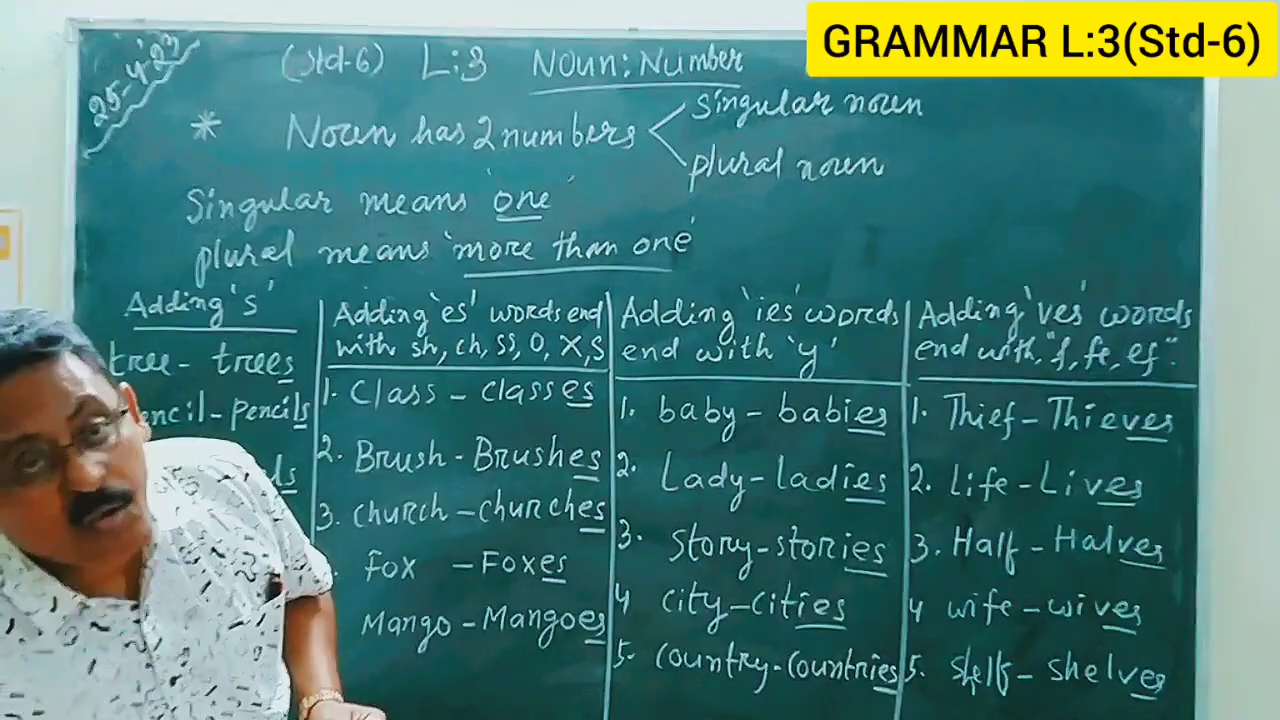 GRAMMAR L:3(Std-6)
25-4-23
(Std-6) L:3 Noun: Number
* Noun has 2 numbers
Singular noun
plural noun
Singular means 'one'
plural means 'more than one'
Adding 's'
tree - trees
encil - pencils
ds
Adding 'es' words end
with sh, ch, ss, o, x, s
1. Class - classes
2. Brush - Brushes
3. church - churches
Fox - Foxes
Mango - Mangoes
Adding 'ies' words
end with 'y'
1. baby - babies
2. Lady - ladies
3. story - stories
4 city - cities
5. country - countries
Adding 'ves' words
end with, "f, fe, ef".
1. Thief - Thieves
2. life - Lives
3. Half - Halves
4 wife - wives
5. shelf - shelves